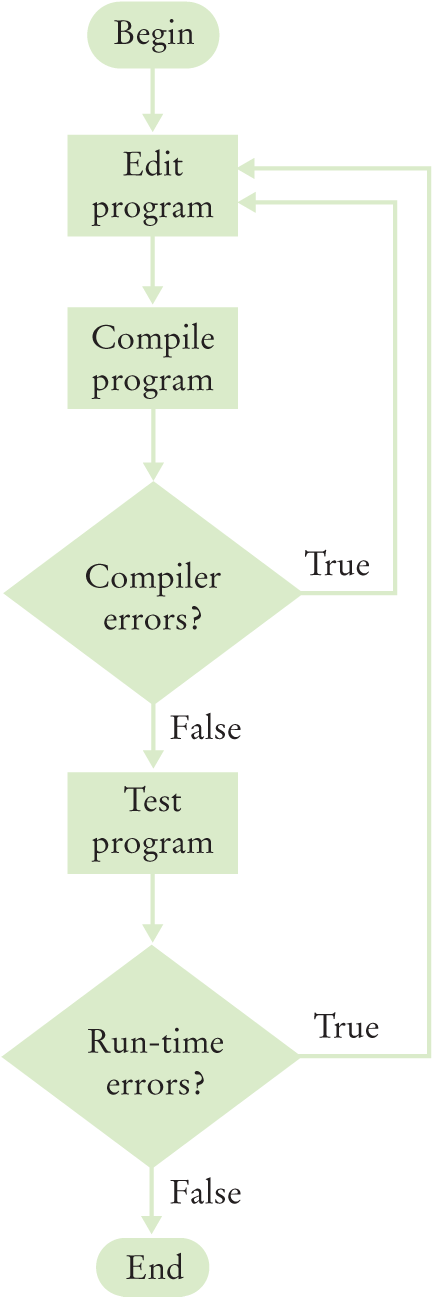 Begin
Edit
program
Compile
program
True
Compiler
errors?
False
Test
program
True
Run-time
errors?
False
End